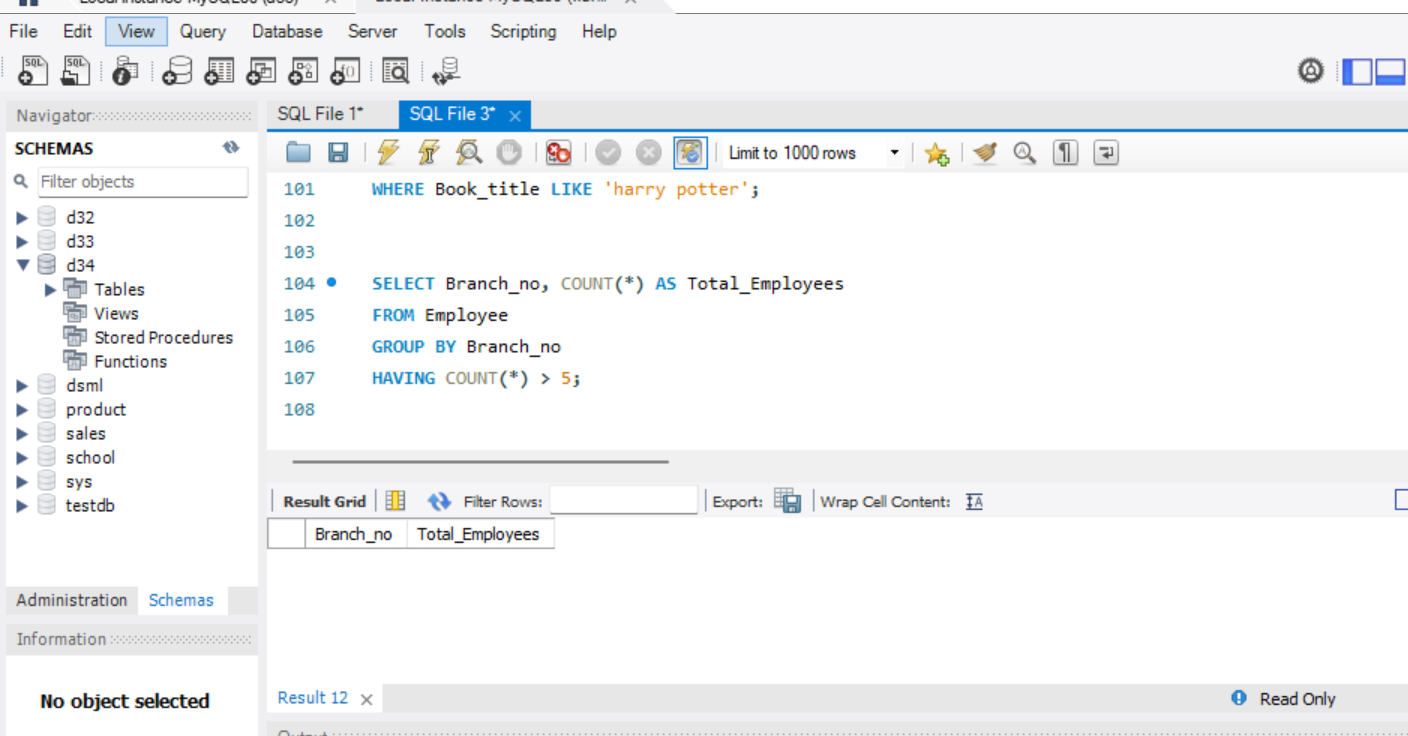 File Edit View Query Database Server Tools Scripting Help
Navigator
SQL File 1* SQL File 3*
SCHEMAS
Limit to 1000 rows
Filter objects
d32
d33
d34
Tables
Views
Stored Procedures
Functions
dsml
product
sales
school
sys
testdb
101 WHERE Book_title LIKE 'harry potter';
102
103
104 SELECT Branch_no, COUNT(*) AS Total_Employees
105 FROM Employee
106 GROUP BY Branch_no
107 HAVING COUNT(*) > 5;
108
Result Grid Filter Rows: Export: Wrap Cell Content:
Branch_no Total_Employees
Administration Schemas
Information
No object selected
Result 12 Read Only
Output